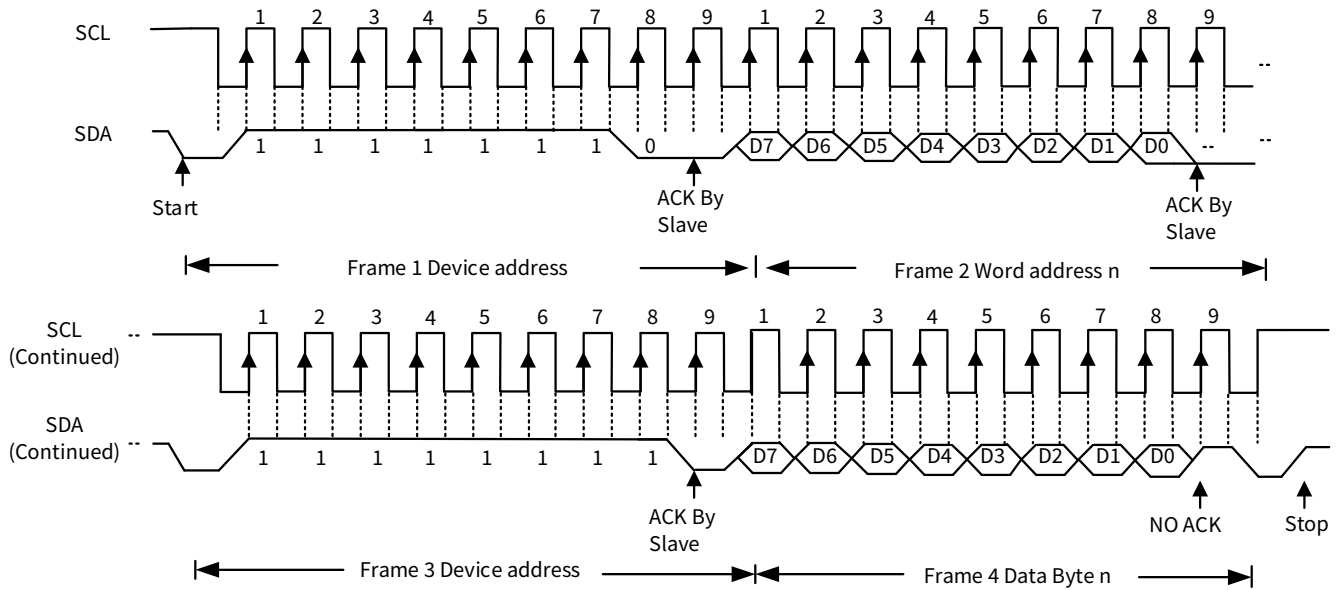 1 2 3 4 5 6 7 8 9 1 2 3 4 5 6 7 8 9
SCL
--
SDA
1 1 1 1 1 1 1 0 D7 D6 D5 D4 D3 D2 D1 D0 -- --
Start
ACK By
Slave
ACK By
Slave
Frame 1 Device address
Frame 2 Word address n
1 2 3 4 5 6 7 8 9 1 2 3 4 5 6 7 8 9
SCL --
(Continued)
SDA
(Continued) --
1 1 1 1 1 1 1 1 D7 D6 D5 D4 D3 D2 D1 D0
ACK By
Slave
NO ACK
Stop
Frame 3 Device address
Frame 4 Data Byte n